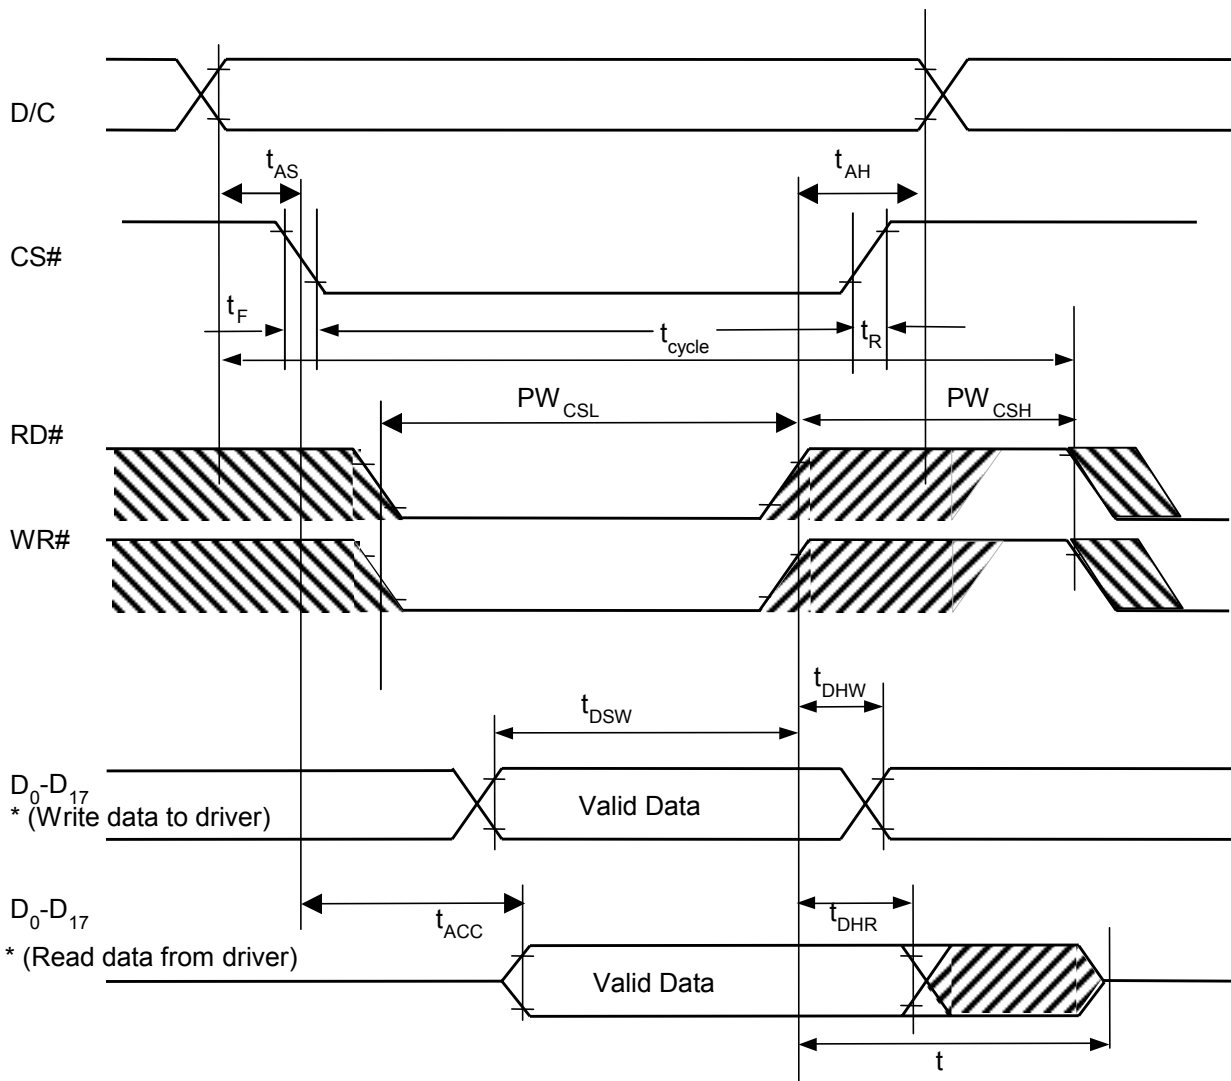 D/C
tAS
tAH
CS#
tF
tcycle
tR
PWCSL
PWCSH
RD#
WR#
tDHW
tDSW
D0-D17
* (Write data to driver)
Valid Data
D0-D17
tACC
tDHR
* (Read data from driver)
Valid Data
t